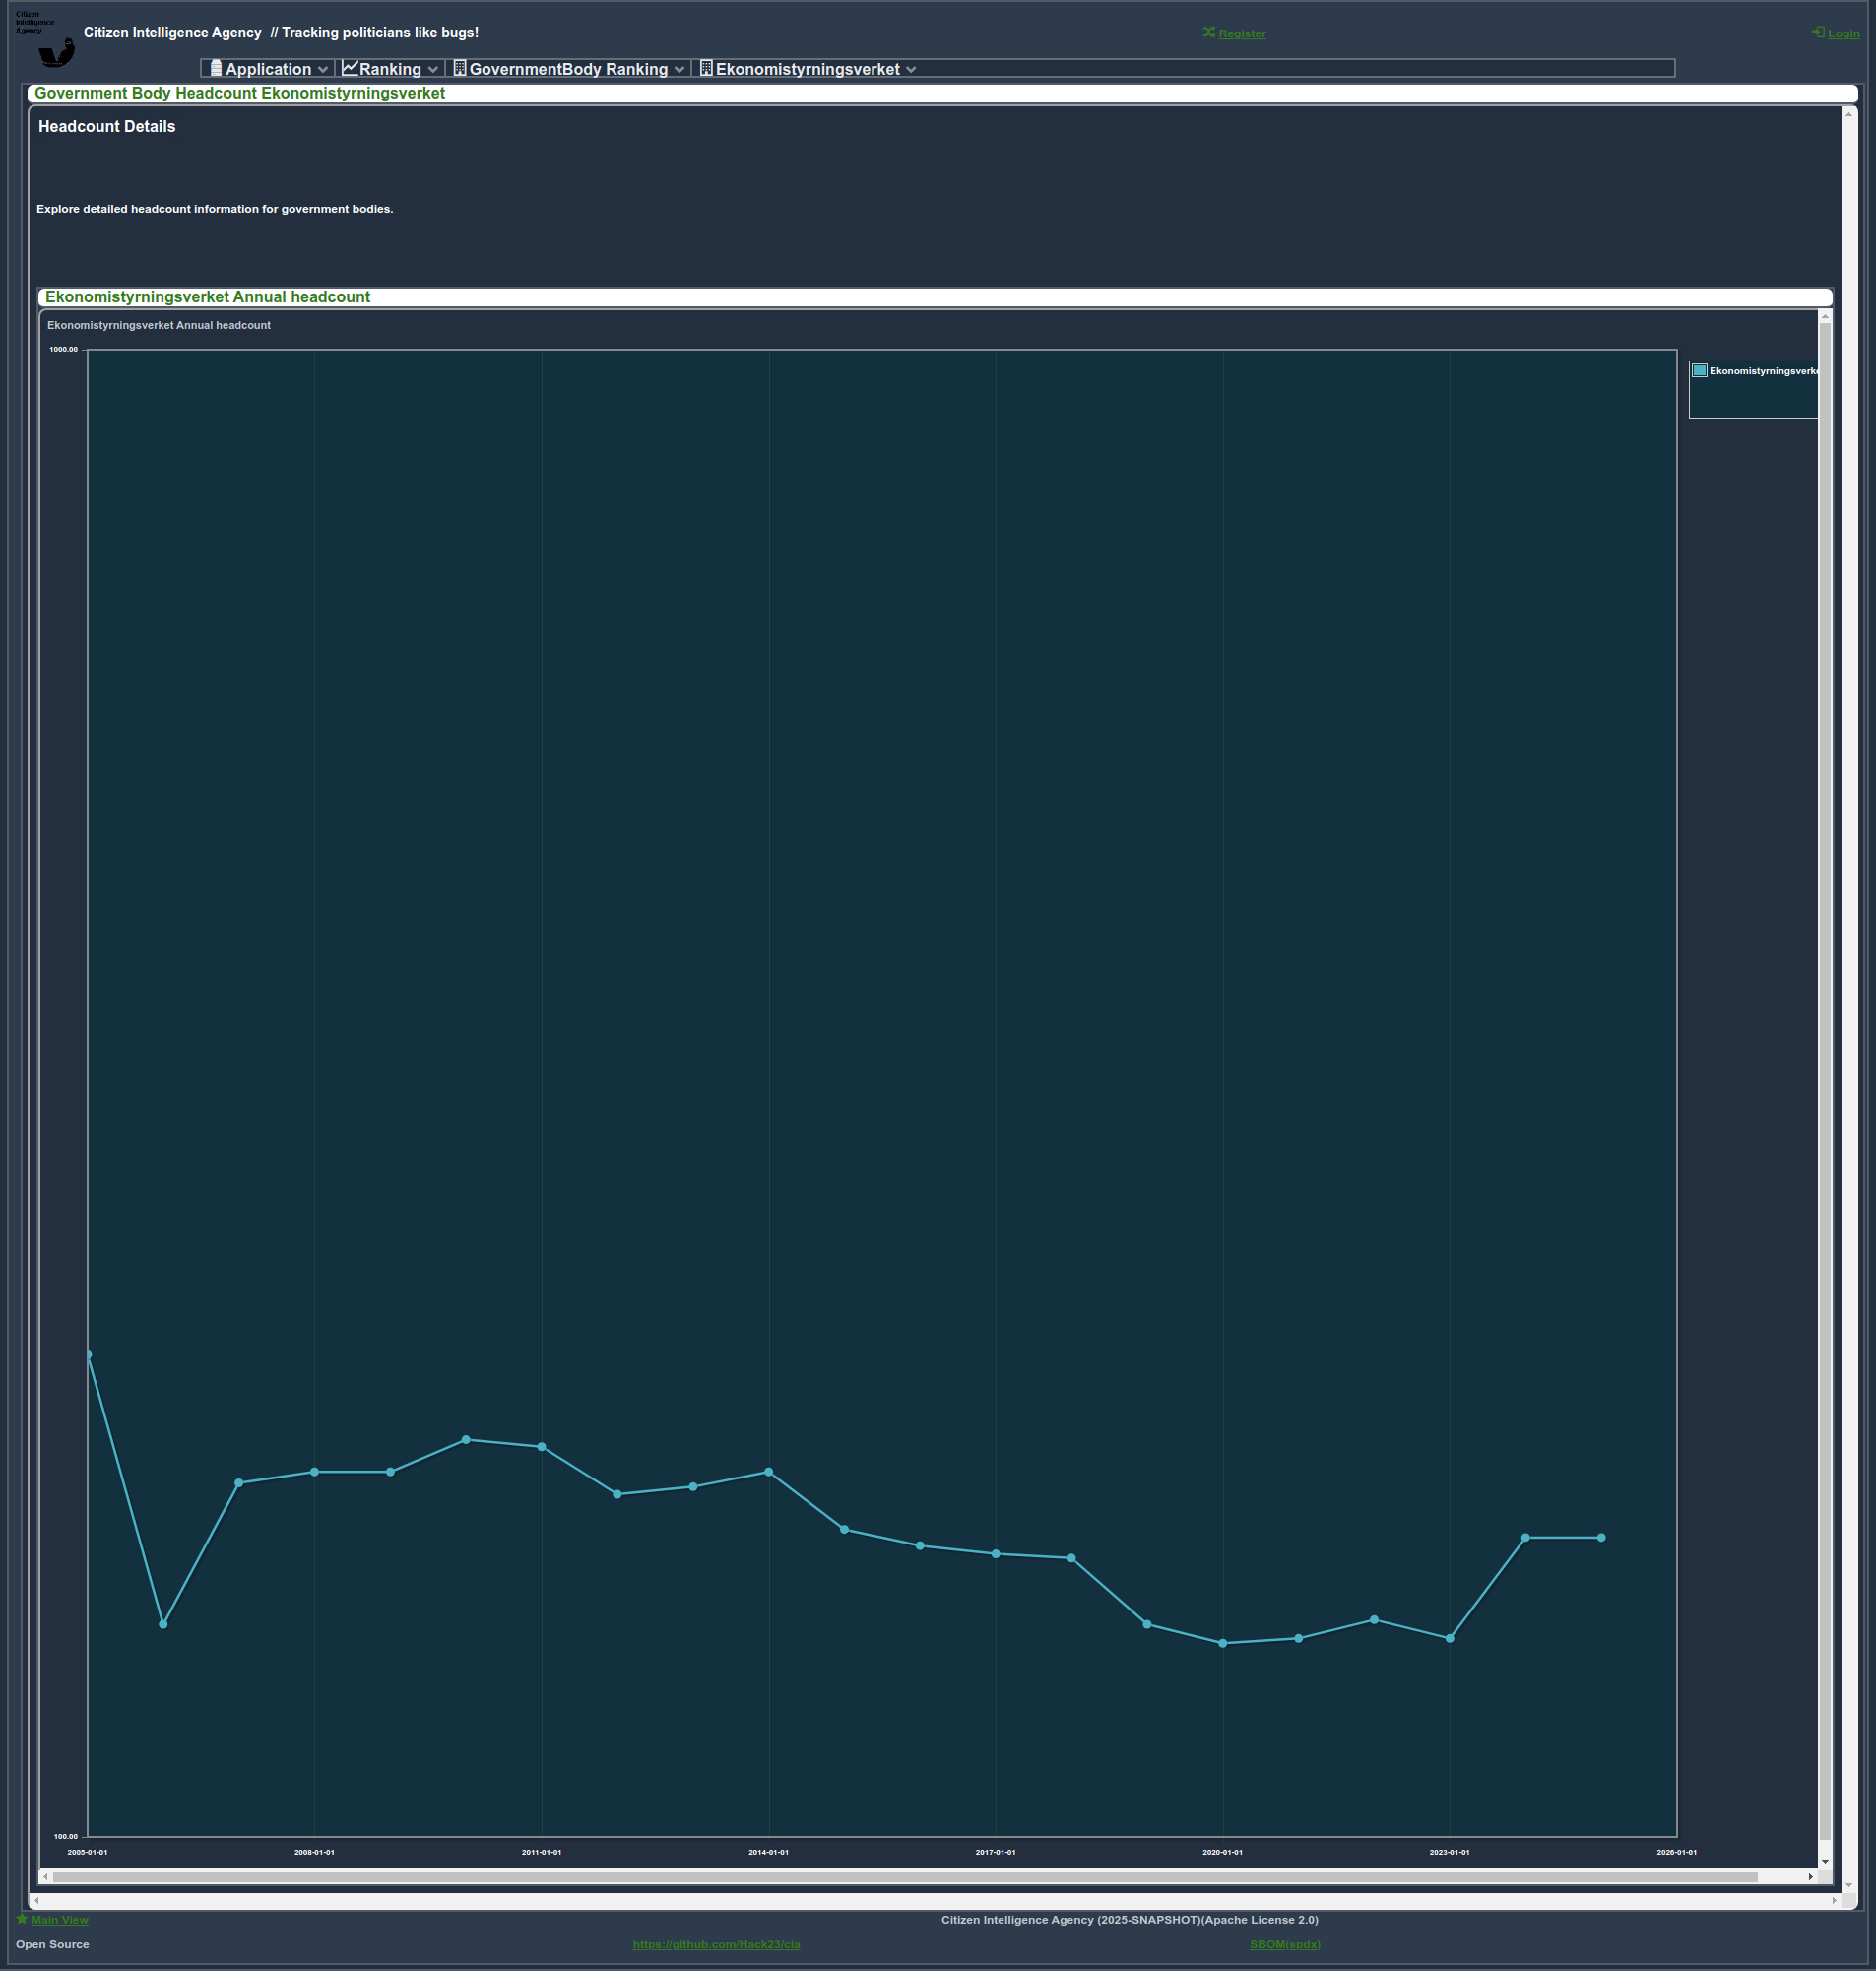 Citizen
Intelligence
Agency
Citizen Intelligence Agency // Tracking politicians like bugs!
Register
Login
Application
Ranking
GovernmentBody Ranking
Ekonomistyrningsverket
Government Body Headcount Ekonomistyrningsverket
Headcount Details
Explore detailed headcount information for government bodies.
Ekonomistyrningsverket Annual headcount
Ekonomistyrningsverket Annual headcount
1000.00
Ekonomistyrningsverke
100.00
2005-01-01
2008-01-01
2011-01-01
2014-01-01
2017-01-01
2020-01-01
2023-01-01
2026-01-01
Main View
Citizen Intelligence Agency (2025-SNAPSHOT)(Apache License 2.0)
Open Source
https://github.com/Hack23/cia
SBOM(spdx)